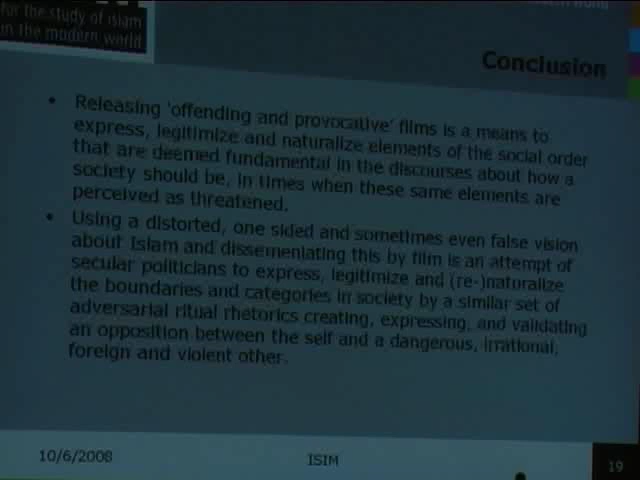 for the study of islam
in the modern world
Conclusion
• Releasing 'offending and provocative' films is a means to
express, legitimize and naturalize elements of the social order
that are deemed fundamental in the discourses about how a
society should be, in times when these same elements are
perceived as threatened.
• Using a distorted, one sided and sometimes even false vision
about Islam and disseminating this by film is an attempt of
secular politicians to express, legitimize and (re-)naturalize
the boundaries and categories in society by a similar set of
adversarial ritual rhetorics creating, expressing, and validating
an opposition between the self and a dangerous, irrational,
foreign and violent other.
10/6/2008
ISIM
19